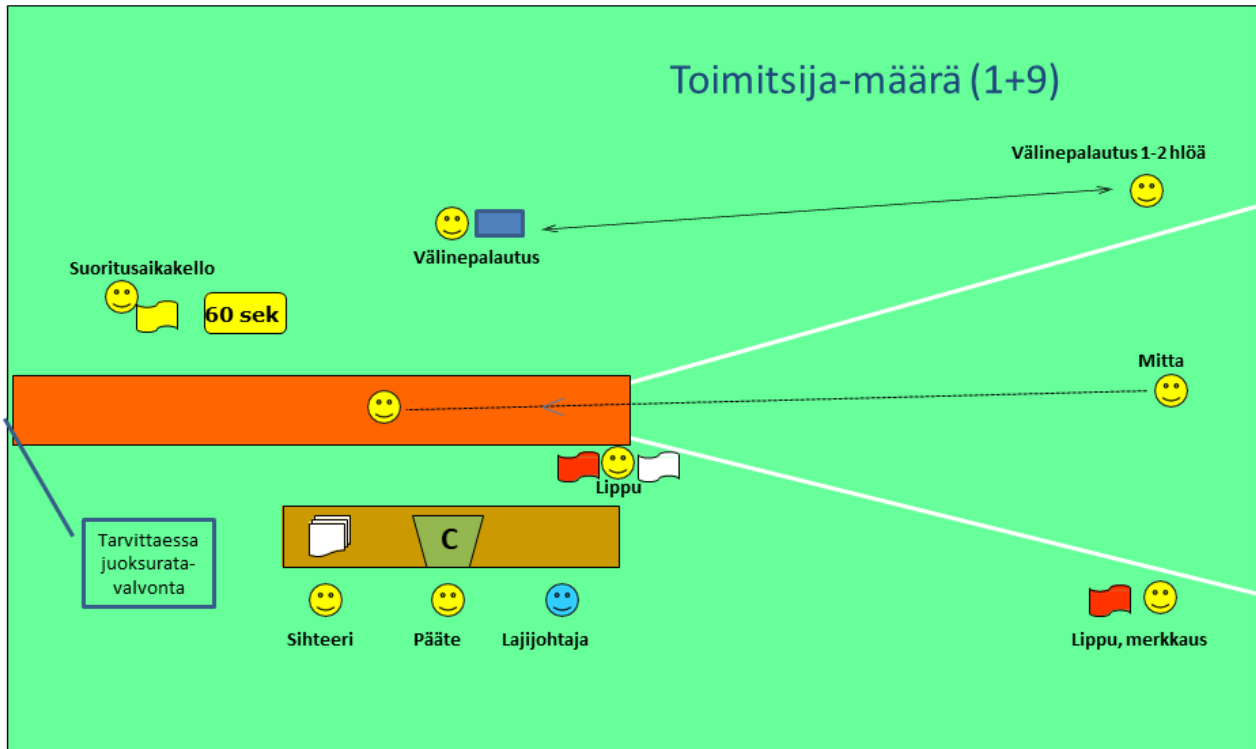 Toimitsija-määrä (1+9)
Välinepalautus 1-2 hlöä
Välinepalautus
Suoritusaikakello
60 sek
Mitta
Lippu
C
Tarvittaessa
juoksurata-
valvonta
Sihteeri
Pääte
Lajijohtaja
Lippu, merkkaus